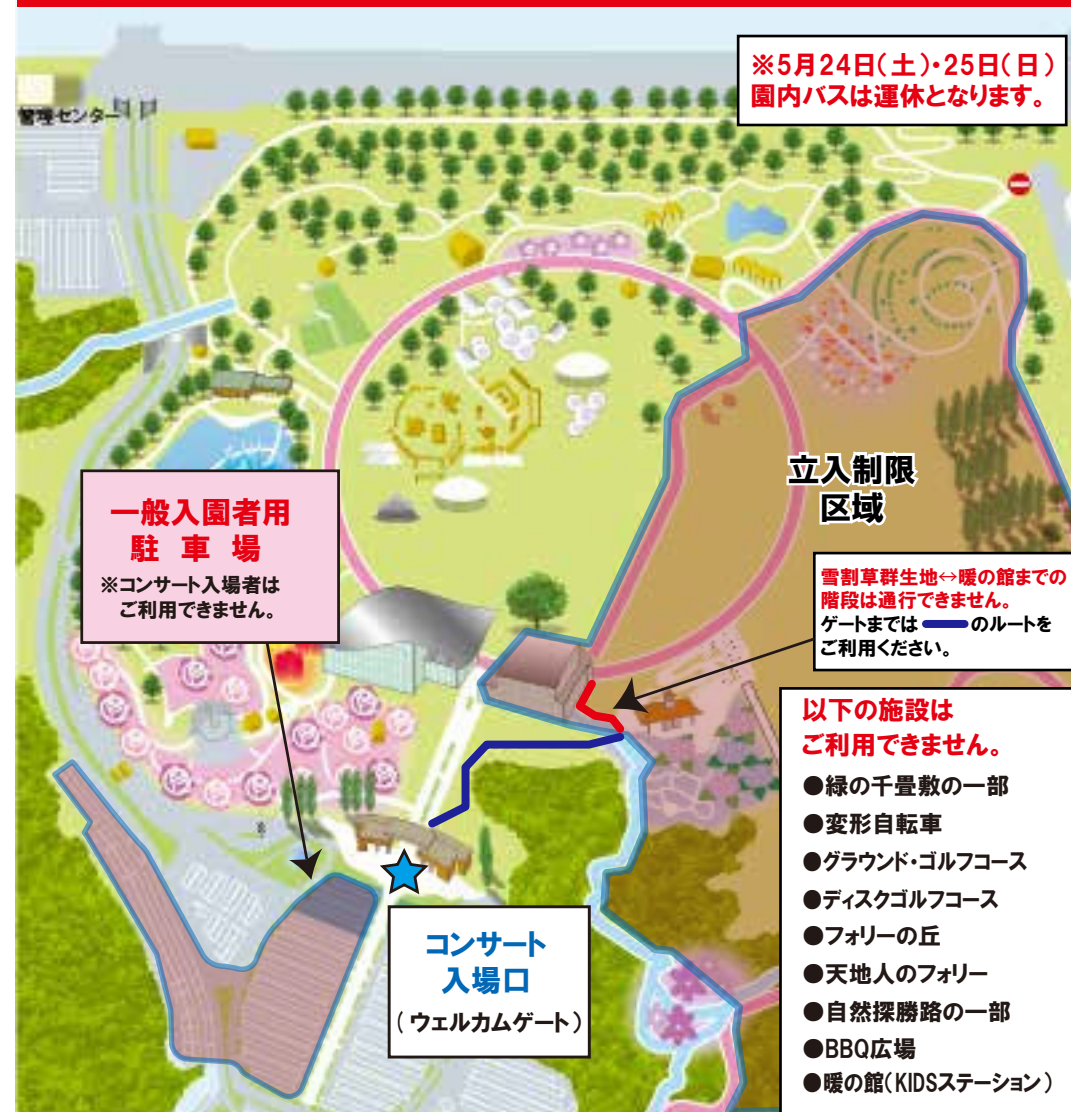 ※5月24日(土)・25日(日)
園内バスは運休となります。
管理センター
立入制限
区域
一般入園者用
駐車場
※コンサート入場者は
ご利用できません。
雪割草群生地↔暖の館までの
階段は通行できません。
ゲートまでは のルートを
ご利用ください。
以下の施設は
ご利用できません。
●緑の千畳敷の一部
●変形自転車
●グラウンド・ゴルフコース
●ディスクゴルフコース
●フォリーの丘
●天地人のフォリー
●自然探勝路の一部
●BBQ広場
●暖の館(KIDSステーション)
コンサート
入場口
(ウェルカムゲート)